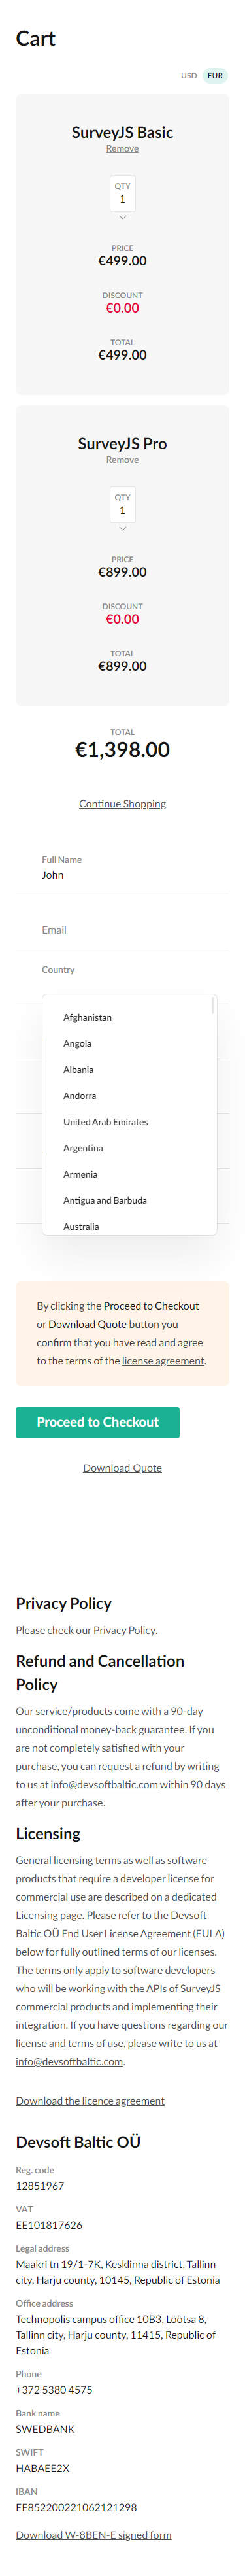 Cart
USD EUR
SurveyJS Basic
Remove
QTY
1
PRICE
€499.00
DISCOUNT
€0.00
TOTAL
€499.00
SurveyJS Pro
Remove
QTY
1
PRICE
€899.00
DISCOUNT
€0.00
TOTAL
€899.00
TOTAL
€1,398.00
Continue Shopping
Full Name
John
Email
Country
Afghanistan
Angola
Albania
Andorra
United Arab Emirates
Argentina
Armenia
Antigua and Barbuda
Australia
By clicking the Proceed to Checkout
or Download Quote button you
confirm that you have read and agree
to the terms of the license agreement.
Proceed to Checkout
Download Quote
Privacy Policy
Please check our Privacy Policy.
Refund and Cancellation
Policy
Our service/products come with a 90-day
unconditional money-back guarantee. If you
are not completely satisfied with your
purchase, you can request a refund by writing
to us at info@devsoftbaltic.com within 90 days
after your purchase.
Licensing
General licensing terms as well as software
products that require a developer license for
commercial use are described on a dedicated
Licensing page. Please refer to the Devsoft
Baltic OÜ End User License Agreement (EULA)
below for fully outlined terms of our licenses.
The terms only apply to software developers
who will be working with the APIs of SurveyJS
commercial products and implementing their
integration. If you have questions regarding our
license and terms of use, please write to us at
info@devsoftbaltic.com.
Download the licence agreement
Devsoft Baltic OÜ
Reg. code
12851967
VAT
EE101817626
Legal address
Maakri tn 19/1-7K, Kesklinna district, Tallinn
city, Harju county, 10145, Republic of Estonia
Office address
Technopolis campus office 10B3, Lõõtsa 8,
Tallinn city, Harju county, 11415, Republic of
Estonia
Phone
+372 5380 4575
Bank name
SWEDBANK
SWIFT
HABAEE2X
IBAN
EE852200221062121298
Download W-8BEN-E signed form